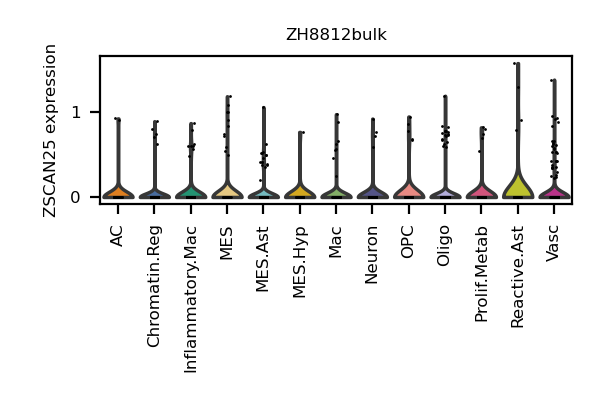 ZH8812bulk
ZSCAN25 expression
1
0
AC
Chromatin.Reg
Inflammatory.Mac
MES
MES.Ast
MES.Hyp
Mac
Neuron
OPC
Oligo
Prolif.Metab
Reactive.Ast
Vasc